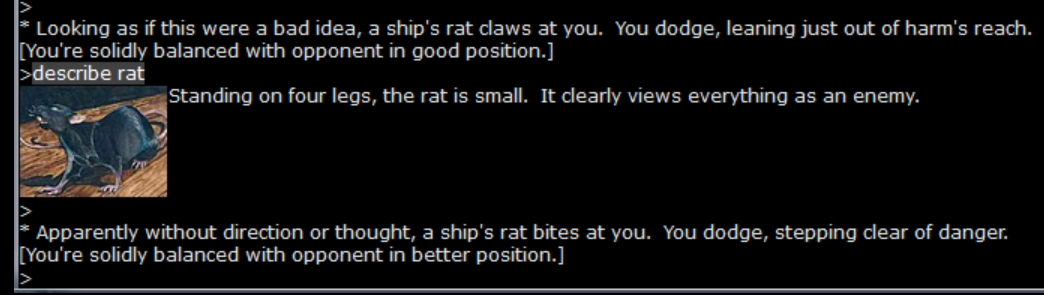 >
* Looking as if this were a bad idea, a ship's rat claws at you.  You dodge, leaning just out of harm's reach.
[You're solidly balanced with opponent in good position.]
>describe rat
Standing on four legs, the rat is small.  It clearly views everything as an enemy.
>
* Apparently without direction or thought, a ship's rat bites at you.  You dodge, stepping clear of danger.
[You're solidly balanced with opponent in better position.]
>